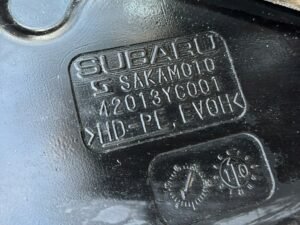 SUBARU
SAKAMOTO
42013YC001
>HD-PE,EVOH<